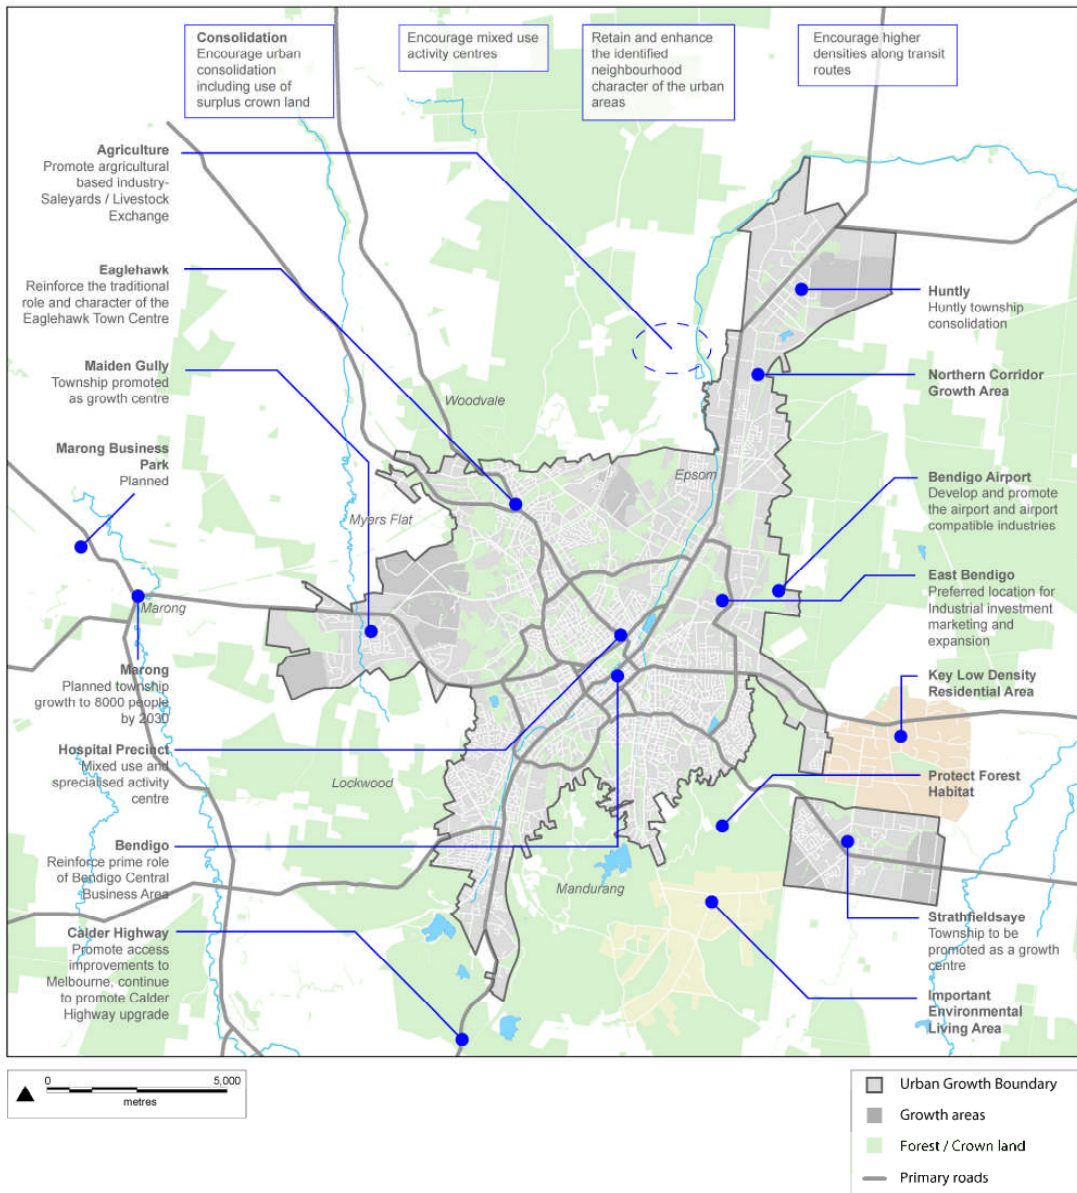 Consolidation
Encourage urban
consolidation
including use of
surplus crown land
Encourage mixed use
activity centres
Retain and enhance
the identified
neighbourhood
character of the urban
areas
Encourage higher
densities along transit
routes
Agriculture
Promote argricultural
based industry-
Saleyards / Livestock
Exchange
Eaglehawk
Reinforce the traditional
role and character of the
Eaglehawk Town Centre
Maiden Gully
Township promoted
as growth centre
Marong Business
Park
Planned
Marong
Planned township
growth to 8000 people
by 2030
Hospital Precinct
Mixed use and
sprecialised activity
centre
Bendigo
Reinforce prime role
of Bendigo Central
Business Area
Calder Highway
Promote access
improvements to
Melbourne, continue
to promote Calder
Highway upgrade
Woodvale
Myers Flat
Marong
Lockwood
Epsom
Mandurang
Huntly
Huntly township
consolidation
Northern Corridor
Growth Area
Bendigo Airport
Develop and promote
the airport and airport
compatible industries
East Bendigo
Preferred location for
Industrial investment
marketing and
expansion
Key Low Density
Residential Area
Protect Forest
Habitat
Strathfieldsaye
Township to be
promoted as a growth
centre
Important
Environmental
Living Area
0 5,000
metres
Urban Growth Boundary
Growth areas
Forest / Crown land
Primary roads